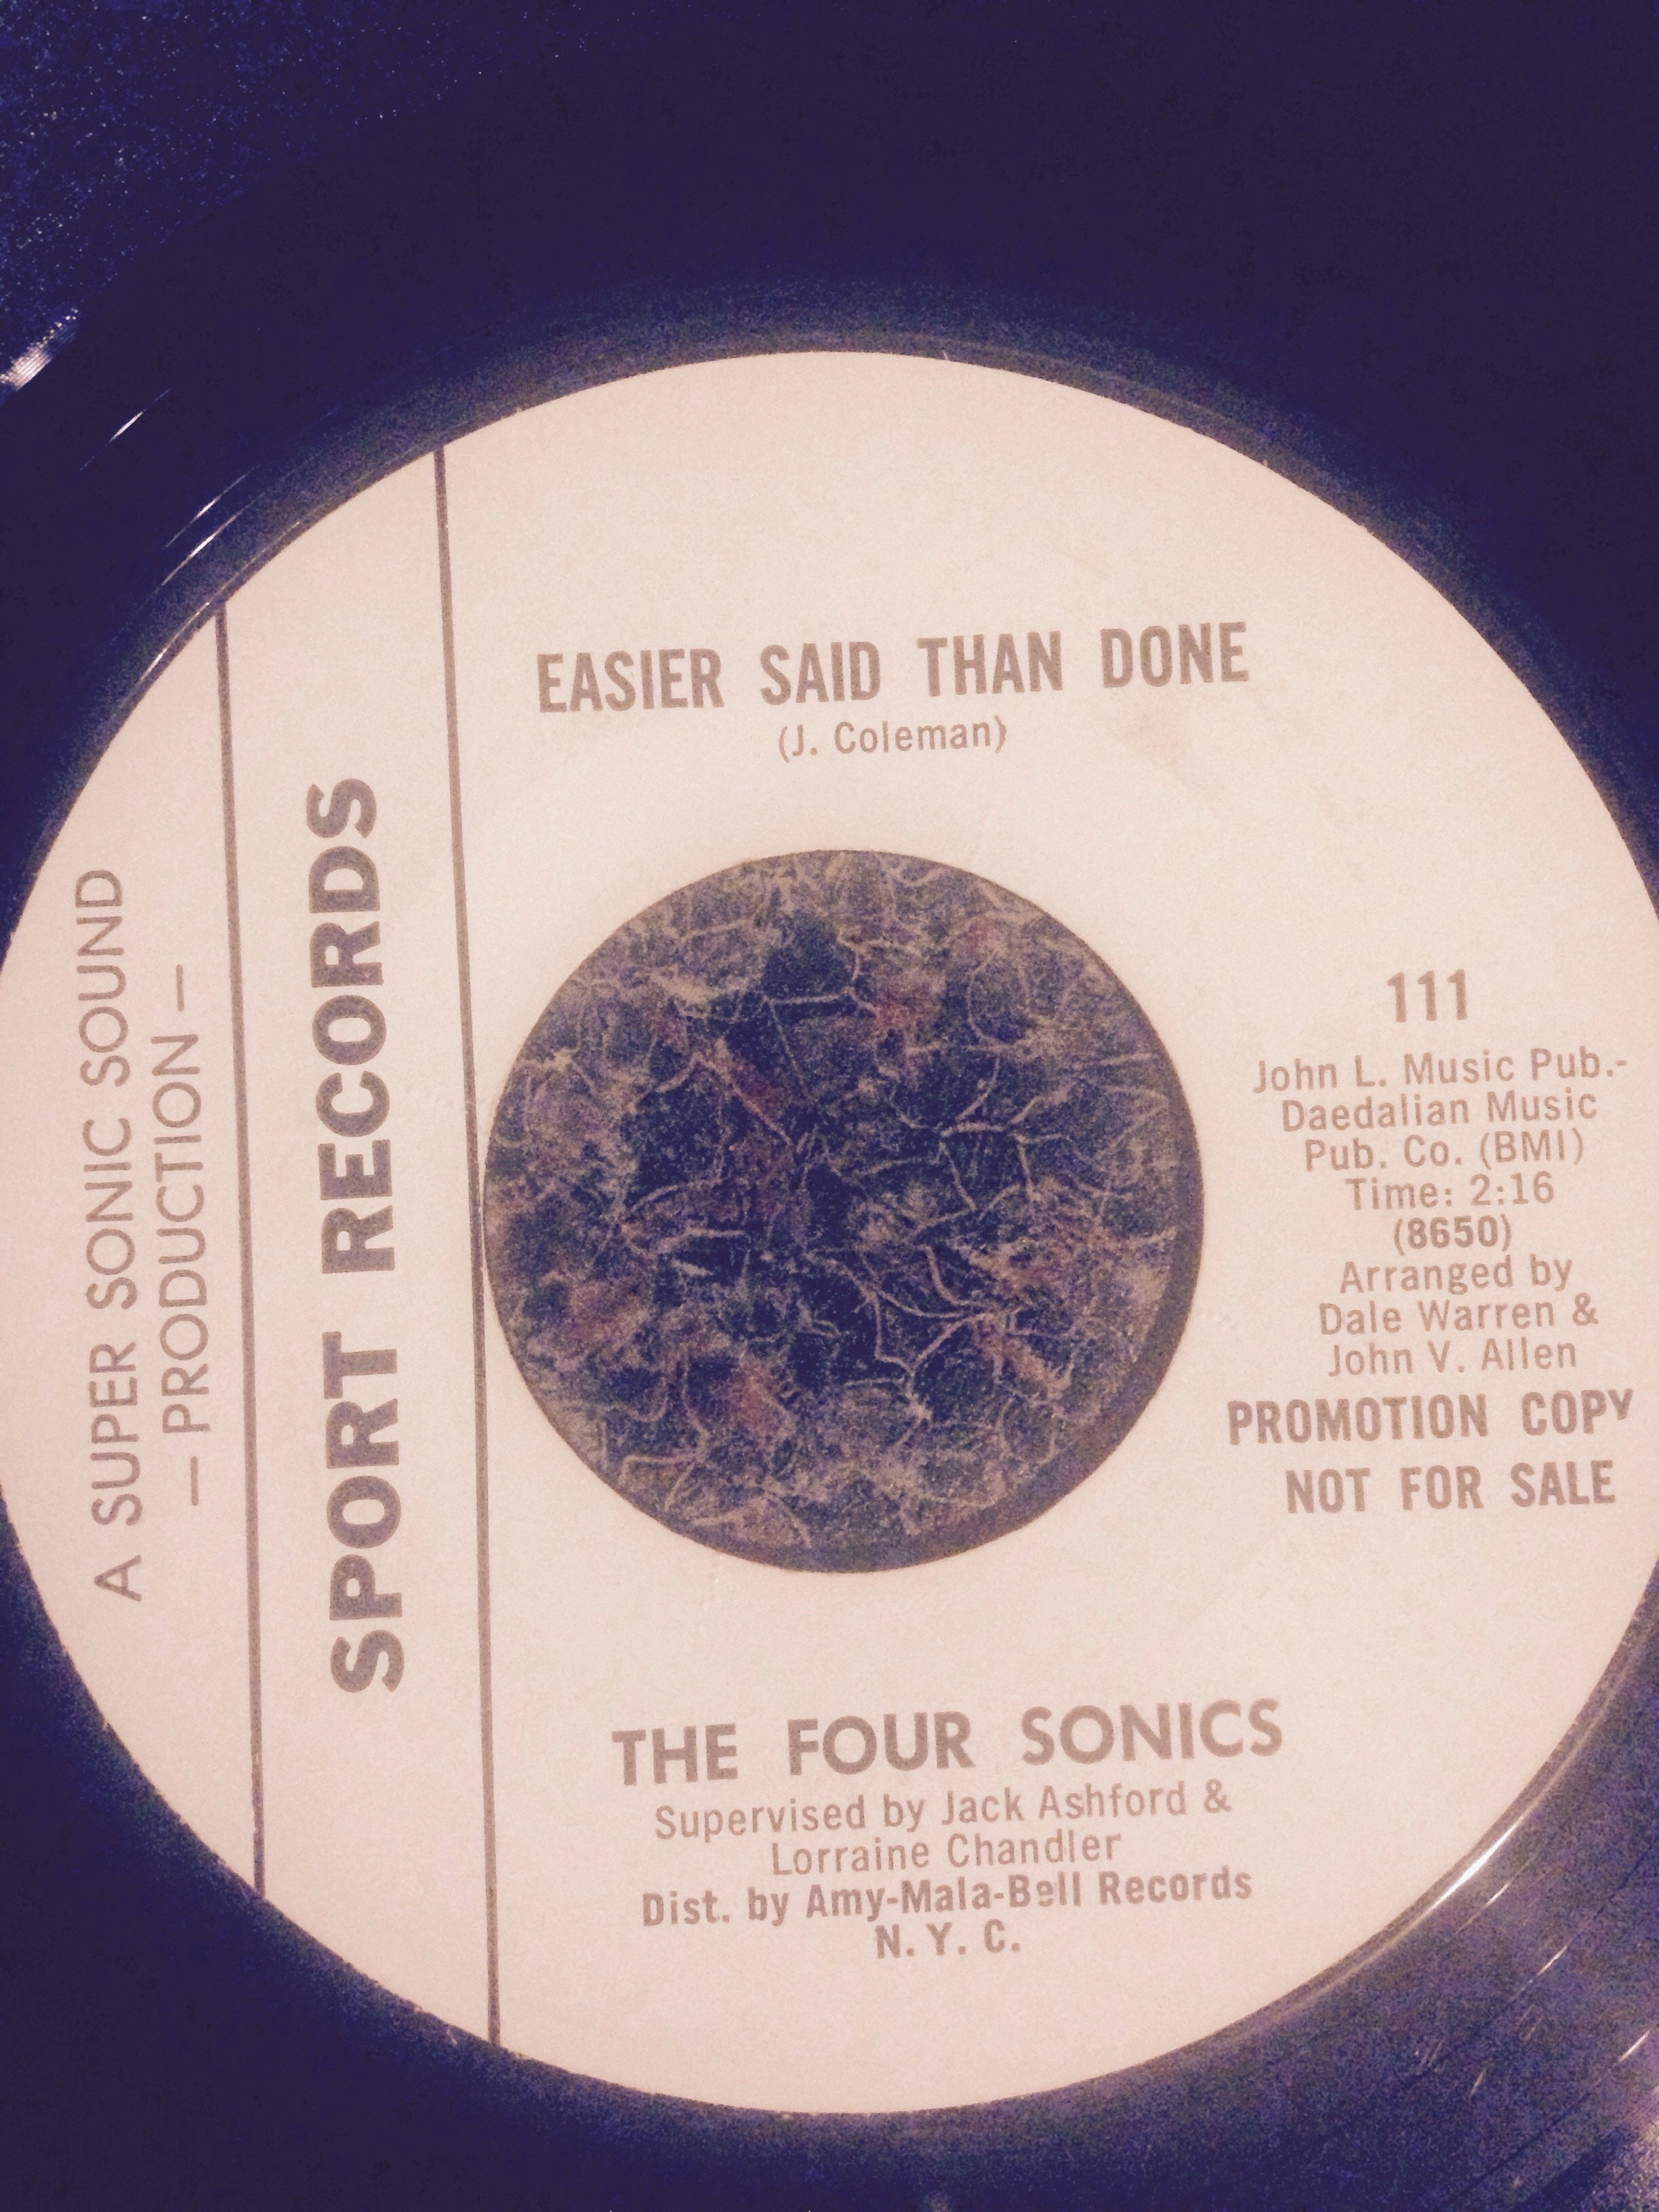 EASIER SAID THAN DONE
(J. Coleman)
A SUPER SONIC SOUND
— PRODUCTION —
SPORT RECORDS
111
John L. Music Pub.-
Daedalian Music
Pub. Co. (BMI)
Time: 2:16
(8650)
Arranged by
Dale Warren &
John V. Allen
PROMOTION COPY
NOT FOR SALE
THE FOUR SONICS
Supervised by Jack Ashford &
Lorraine Chandler
Dist. by Amy-Mala-Bell Records
N. Y. C.